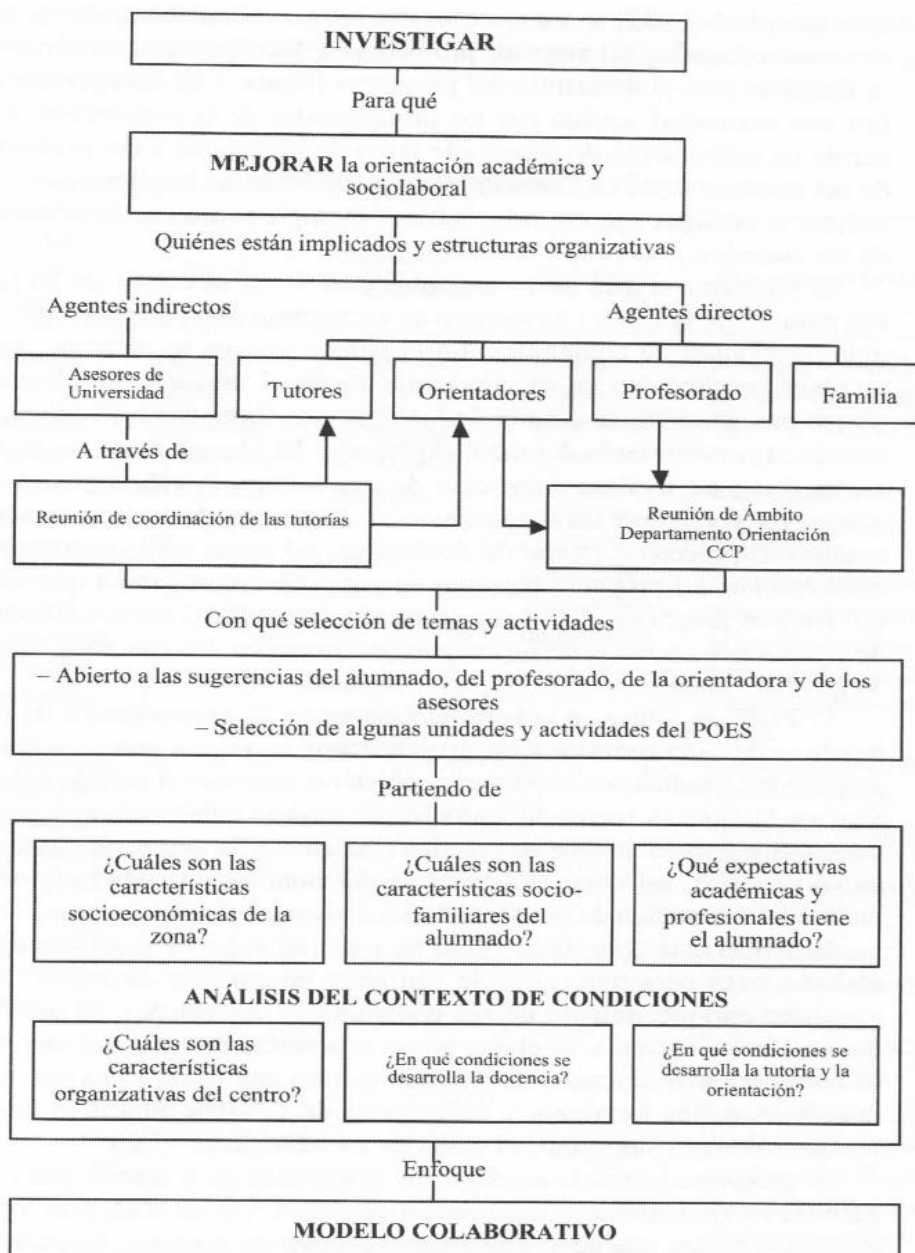 INVESTIGAR
Para qué
MEJORAR la orientación académica y
sociolaboral
Quiénes están implicados y estructuras organizativas
Agentes indirectos
Agentes directos
Asesores de
Universidad
Tutores
Orientadores
Profesorado
Familia
A través de
Reunión de coordinación de las tutorías
Reunión de Ámbito
Departamento Orientación
CCP
Con qué selección de temas y actividades
– Abierto a las sugerencias del alumnado, del profesorado, de la orientadora y de los
asesores
– Selección de algunas unidades y actividades del POES
Partiendo de
¿Cuáles son las
características
socioeconómicas de la
zona?
¿Cuáles son las
características socio-
familiares del
alumnado?
¿Qué expectativas
académicas y
profesionales tiene
el alumnado?
ANÁLISIS DEL CONTEXTO DE CONDICIONES
¿Cuáles son las
características
organizativas del centro?
¿En qué condiciones se
desarrolla la docencia?
¿En qué condiciones se
desarrulla la tutoría y la
orientación?
Enfoque
MODELO COLABORATIVO